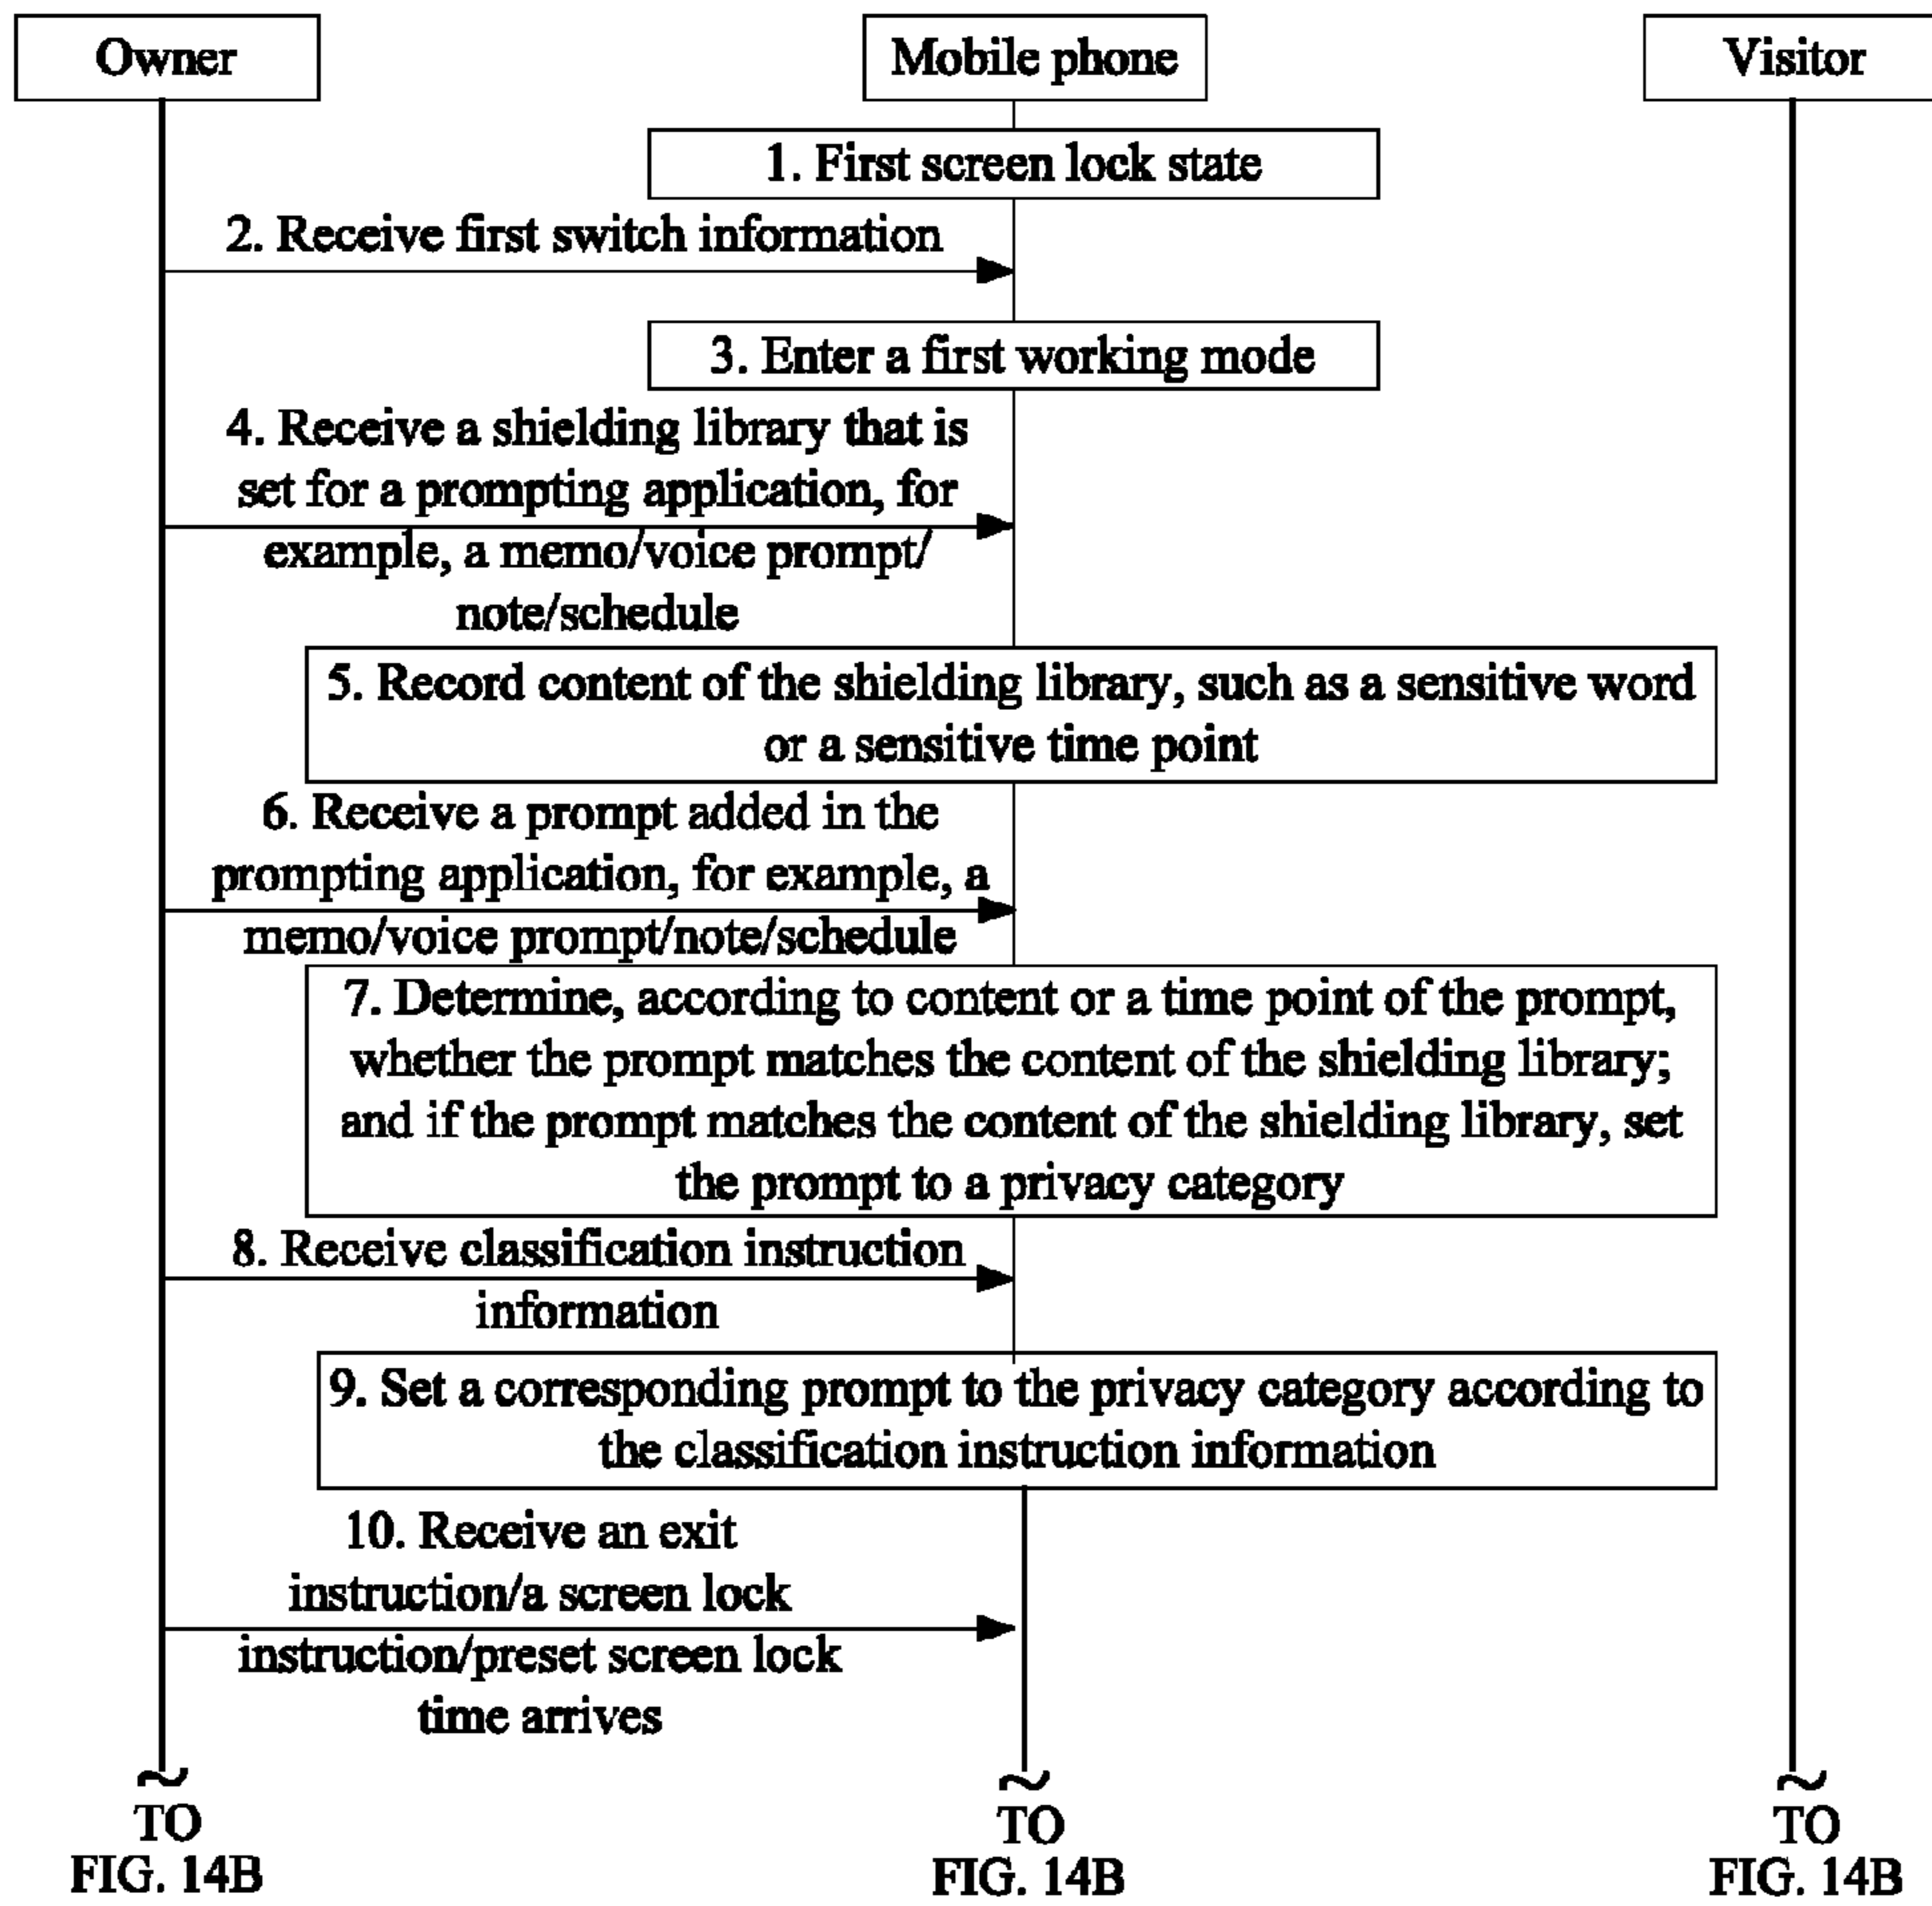 Owner
Mobile phone
Visitor
1. First screen lock state
2. Receive first switch information
3. Enter a first working mode
4. Receive a shielding library that is
set for a prompting application, for
example, a memo/voice prompt/
note/schedule
5. Record content of the shielding library, such as a sensitive word
or a sensitive time point
6. Receive a prompt added in the
prompting application, for example, a
memo/voice prompt/note/schedule
7. Determine, according to content or a time point of the prompt,
whether the prompt matches the content of the shielding library;
and if the prompt matches the content of the shielding library, set
the prompt to a privacy category
8. Receive classification instruction
information
9. Set a corresponding prompt to the privacy category according to
the classification instruction information
10. Receive an exit
instruction/a screen lock
instruction/preset screen lock
time arrives
TO
FIG. 14B
TO
FIG. 14B
TO
FIG. 14B